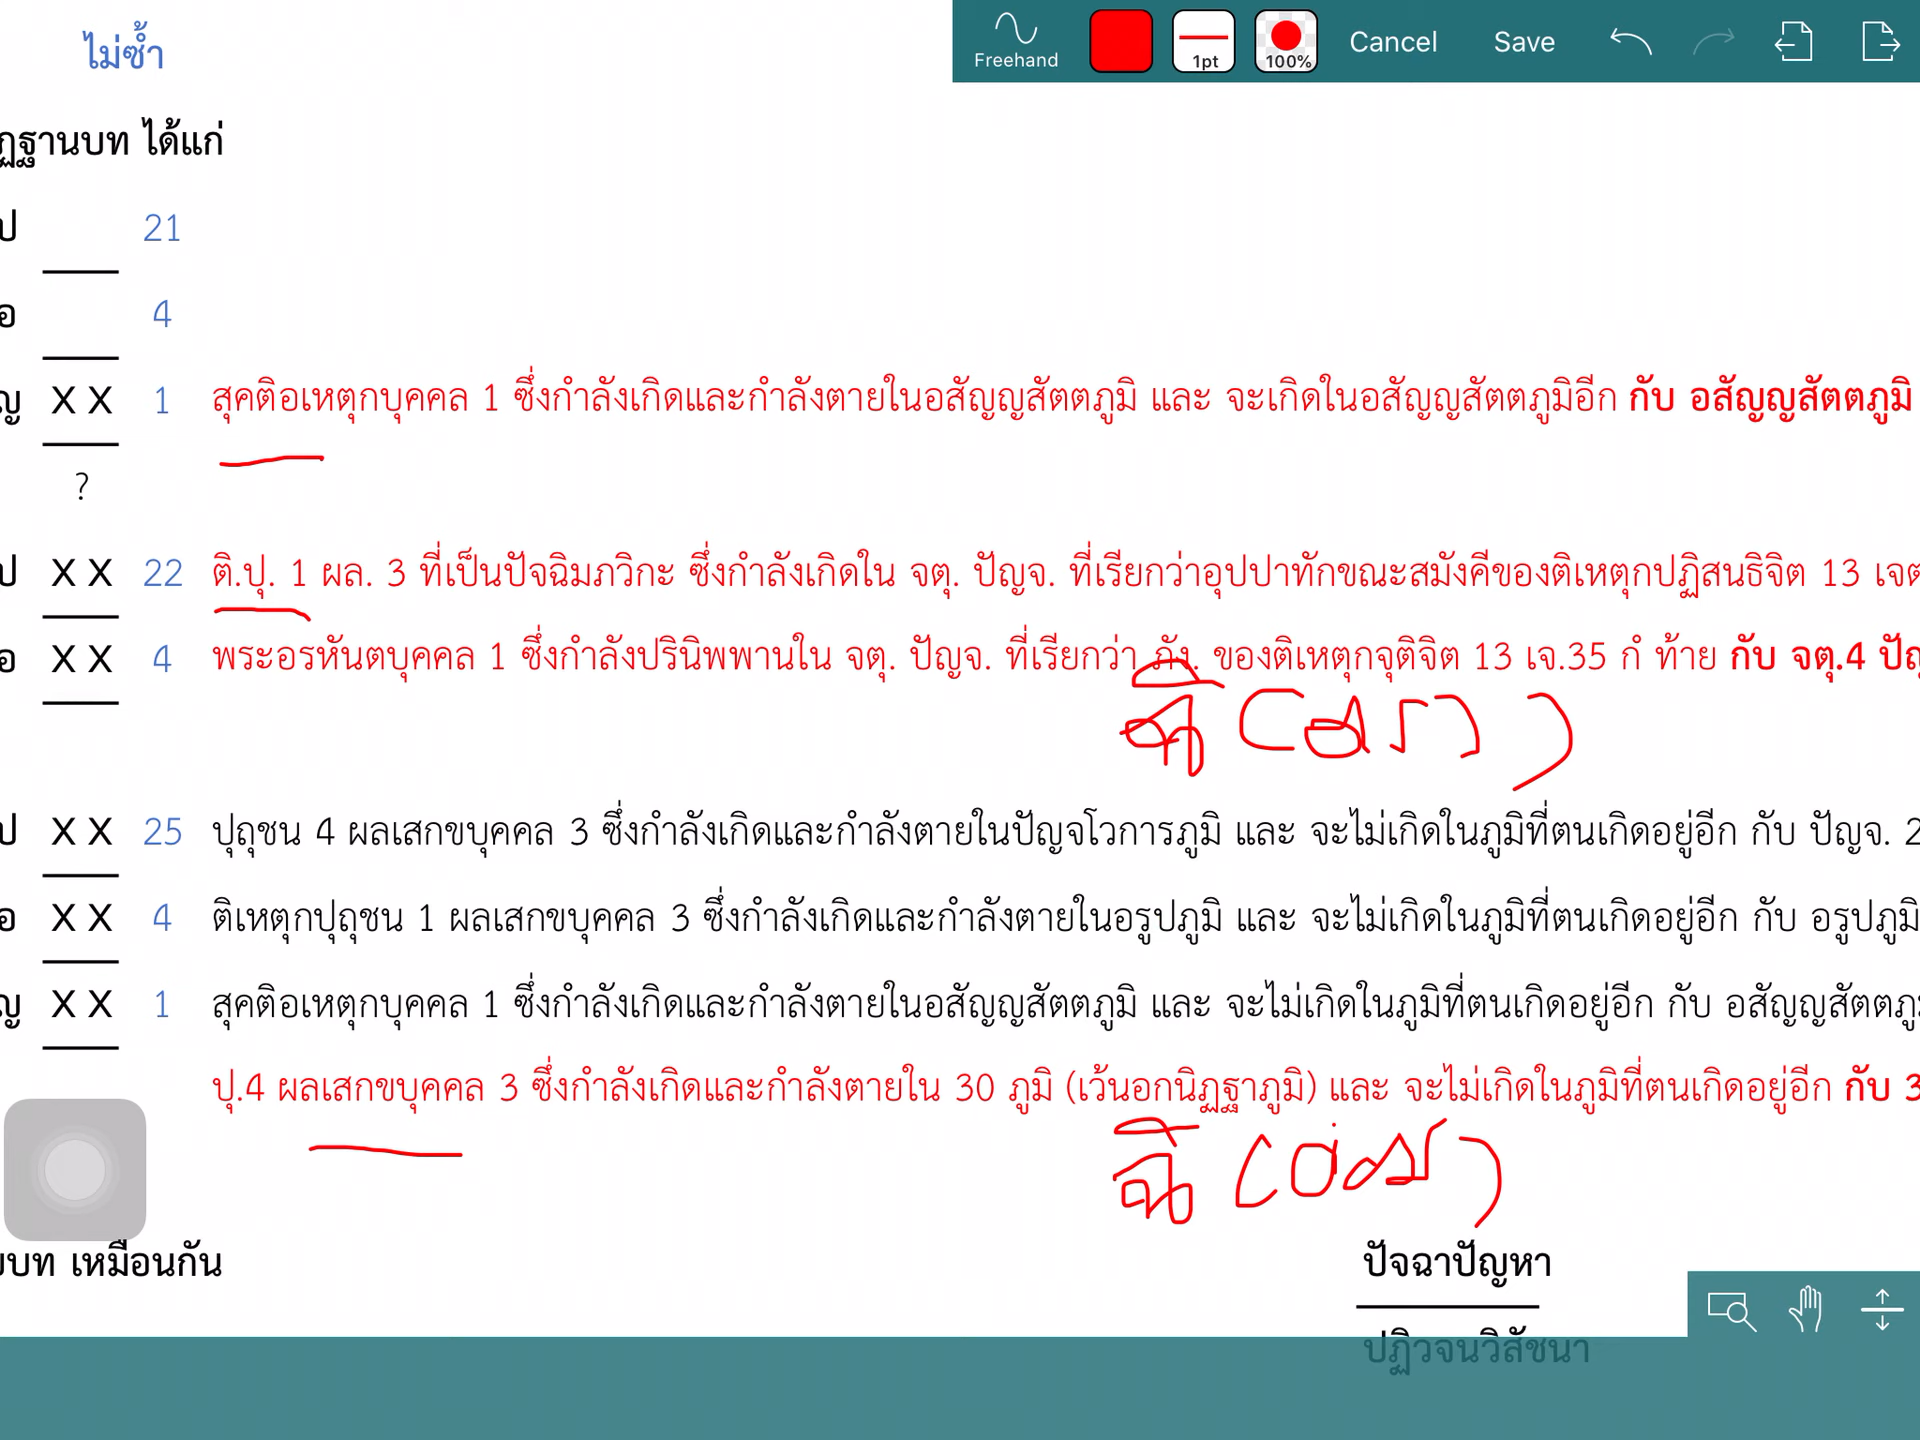 ไม่ซ้ำ
Freehand 1pt 100% Cancel Save
ฏฐานบท ได้แก่
ป 21
อ 4
ญ X X 1 สุคติอเหตุกบุคคล 1 ซึ่งกำลังเกิดและกำลังตายในอสัญญสัตตภูมิ และ จะเกิดในอสัญญสัตตภูมิอีก กับ อสัญญสัตตภูมิ
?
ป X X 22 ติ.ปุ. 1 ผล. 3 ที่เป็นปัจฉิมภวิกะ ซึ่งกำลังเกิดใน จตุ. ปัญจ. ที่เรียกว่าอุปปาทักขณะสมังคีของติเหตุกปฏิสนธิจิต 13 เจต
อ X X 4 พระอรหันตบุคคล 1 ซึ่งกำลังปรินิพพานใน จตุ. ปัญจ. ที่เรียกว่า ภัง. ของติเหตุกจุติจิต 13 เจ.35 กํ ท้าย กับ จตุ.4 ปัญ
ป X X 25 ปุถุชน 4 ผลเสกขบุคคล 3 ซึ่งกำลังเกิดและกำลังตายในปัญจโวการภูมิ และ จะไม่เกิดในภูมิที่ตนเกิดอยู่อีก กับ ปัญจ. 2
อ X X 4 ติเหตุกปุถุชน 1 ผลเสกขบุคคล 3 ซึ่งกำลังเกิดและกำลังตายในอรูปภูมิ และ จะไม่เกิดในภูมิที่ตนเกิดอยู่อีก กับ อรูปภูมิ
ญ X X 1 สุคติอเหตุกบุคคล 1 ซึ่งกำลังเกิดและกำลังตายในอสัญญสัตตภูมิ และ จะไม่เกิดในภูมิที่ตนเกิดอยู่อีก กับ อสัญญสัตตภู
ปุ.4 ผลเสกขบุคคล 3 ซึ่งกำลังเกิดและกำลังตายใน 30 ภูมิ (เว้นอกนิฏฐาภูมิ) และ จะไม่เกิดในภูมิที่ตนเกิดอยู่อีก กับ 3
บท เหมือนกัน ปัจฉาปัญหา
ปฏิวจนวิสัชนา